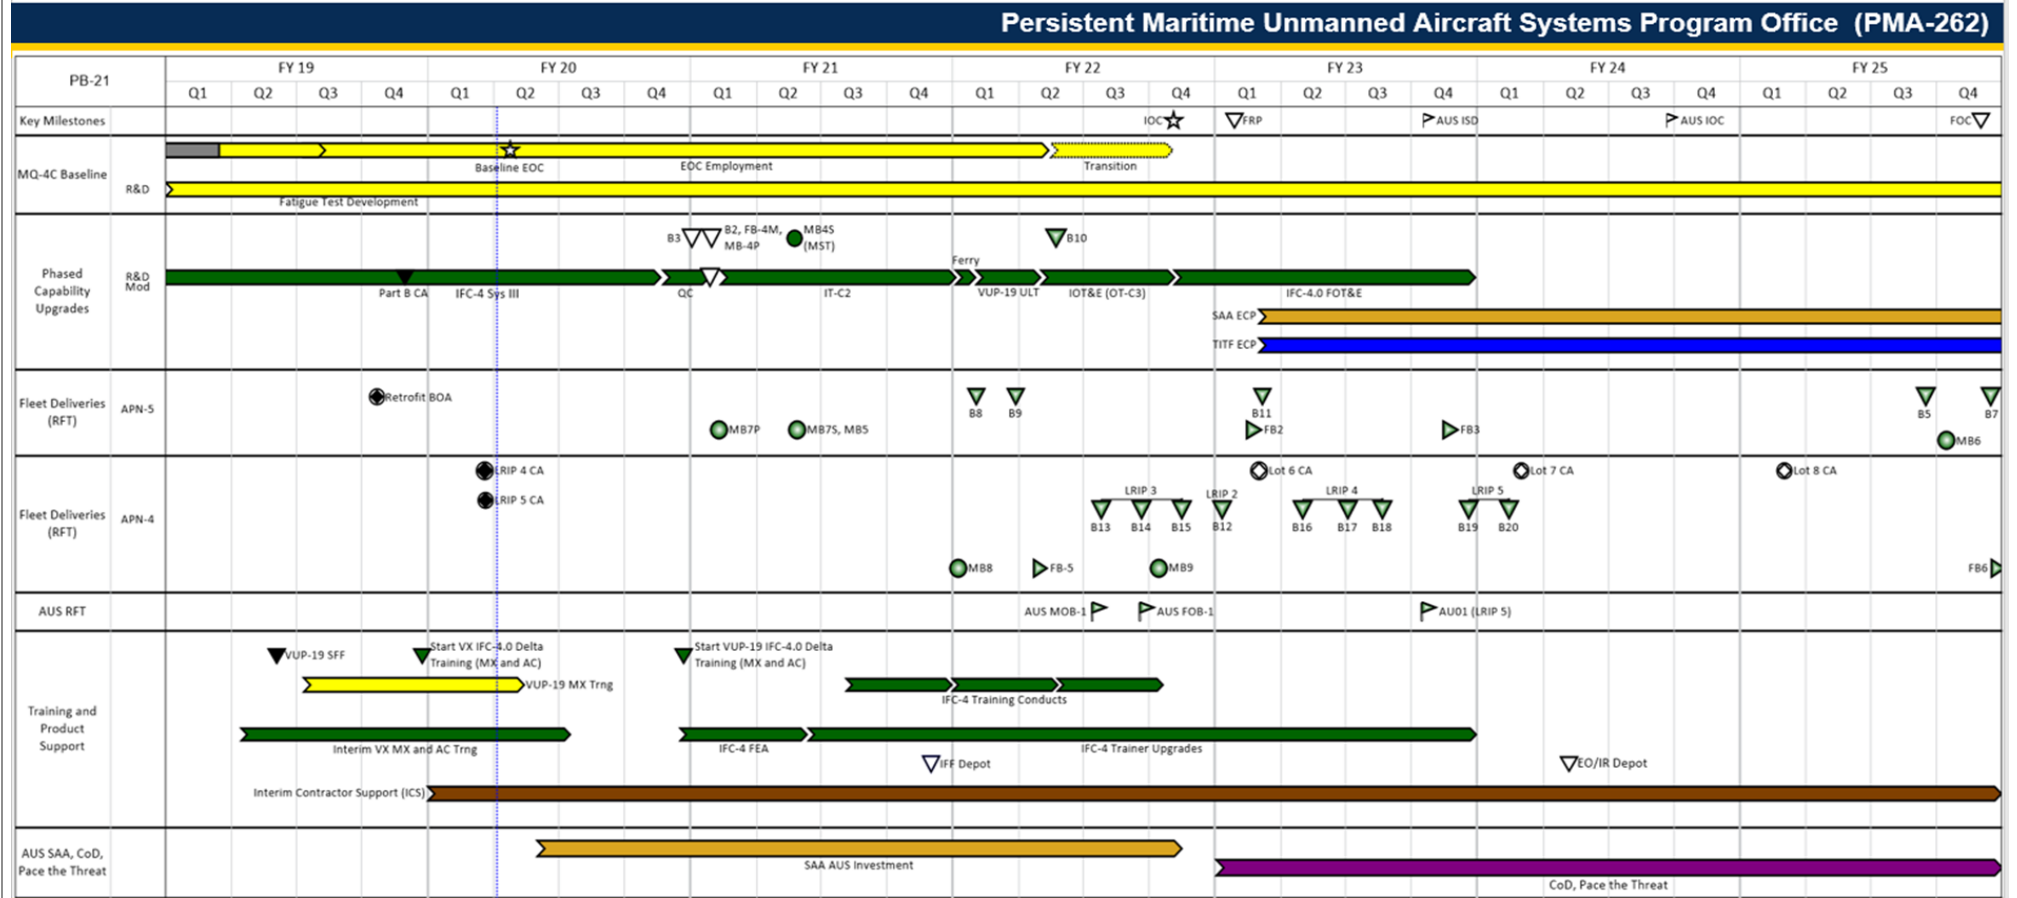 Persistent Maritime Unmanned Aircraft Systems Program Office (PMA-262)
PB-21
FY 19 FY 20 FY 21 FY 22 FY 23 FY 24 FY 25
Q1 Q2 Q3 Q4 Q1 Q2 Q3 Q4 Q1 Q2 Q3 Q4 Q1 Q2 Q3 Q4 Q1 Q2 Q3 Q4 Q1 Q2 Q3 Q4 Q1 Q2 Q3 Q4
Key Milestones
IOC FRP AUS ISD AUS IOC FOC
MQ-4C Baseline
Baseline EOC EOC Employment Transition
R&D
Fatigue Test Development
Phased
Capability
Upgrades
R&D
Mod
B3 B2, FB-4M,
MB-4P
MB4S
(MST)
B10
Ferry
Part B CA IFC-4 Sys III QC IT-C2 VUP-19 ULT IOT&E (OT-C3) IFC-4.0 FOT&E
SAA ECP
TITF ECP
Fleet Deliveries
(RFT)
APN-5
Retrofit BOA
B8 B9 B11 B5 B7
MB7P MB7S, MB5 FB2 FB3 MB6
Fleet Deliveries
(RFT)
APN-4
LRIP 4 CA Lot 6 CA Lot 7 CA Lot 8 CA
LRIP 5 CA
LRIP 3 LRIP 2 LRIP 4 LRIP 5
B13 B14 B15 B12 B16 B17 B18 B19 B20
MB8 FB-5 MB9 FB6
AUS RFT
AUS MOB-1 AUS FOB-1 AU01 (LRIP 5)
Training and
Product
Support
VUP-19 SFF
Start VX IFC-4.0 Delta
Training (MX and AC)
Start VUP-19 IFC-4.0 Delta
Training (MX and AC)
VUP-19 MX Trng
IFC-4 Training Conducts
Interim VX MX and AC Trng IFC-4 FEA IFC-4 Trainer Upgrades
IFF Depot EO/IR Depot
Interim Contractor Support (ICS)
AUS SAA, CoD,
Pace the Threat
SAA AUS Investment
CoD, Pace the Threat